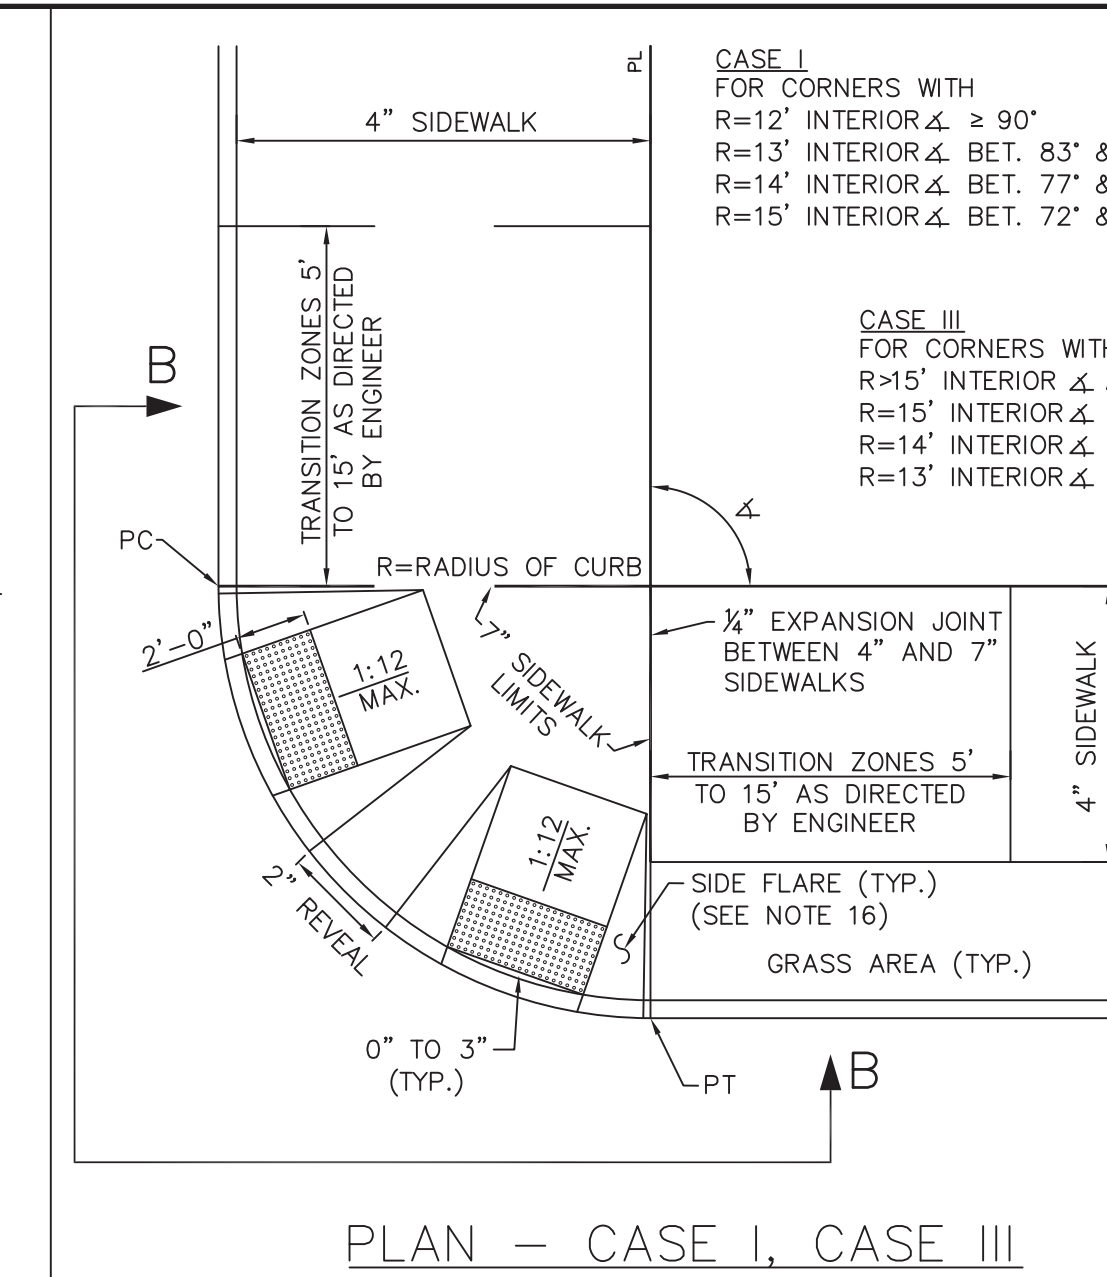 PL
CASE I
FOR CORNERS WITH
R=12' INTERIOR∡ ≥ 90°
R=13' INTERIOR∡ BET. 83° &
R=14' INTERIOR∡ BET. 77° &
R=15' INTERIOR∡ BET. 72° &
4" SIDEWALK
TRANSITION ZONES 5'
TO 15' AS DIRECTED
BY ENGINEER
CASE III
FOR CORNERS WITH
R>15' INTERIOR ∡
R=15' INTERIOR∡
R=14' INTERIOR∡
R=13' INTERIOR∡
B
∡
PC
R=RADIUS OF CURB
2'-0"
1:12
MAX.
7" SIDEWALK
LIMITS
¼" EXPANSION JOINT
BETWEEN 4" AND 7"
SIDEWALKS
4" SIDEWALK
TRANSITION ZONES 5'
TO 15' AS DIRECTED
BY ENGINEER
1:12
MAX.
2" REVEAL
SIDE FLARE (TYP.)
(SEE NOTE 16)
GRASS AREA (TYP.)
0" TO 3"
(TYP.)
PT
B
PLAN – CASE I, CASE III